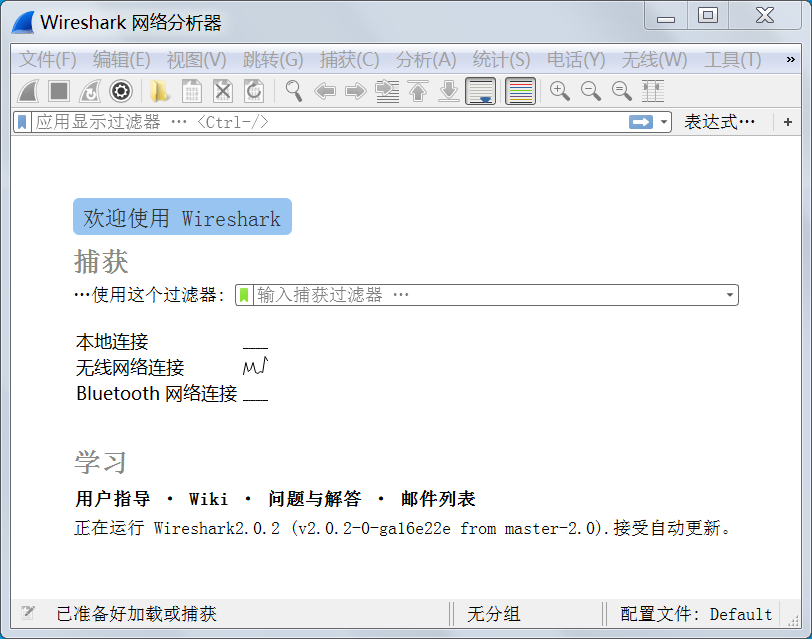 Wireshark 网络分析器
文件(F) 编辑(E) 视图(V) 跳转(G) 捕获(C) 分析(A) 统计(S) 电话(Y) 无线(W) 工具(T) »
应用显示过滤器 … <Ctrl-/> 表达式… +
欢迎使用 Wireshark
捕获
…使用这个过滤器: 输入捕获过滤器 …
本地连接
无线网络连接
Bluetooth 网络连接
学习
用户指导 · Wiki · 问题与解答 · 邮件列表
正在运行 Wireshark2.0.2 (v2.0.2-0-ga16e22e from master-2.0).接受自动更新。
已准备好加载或捕获 无分组 配置文件: Default